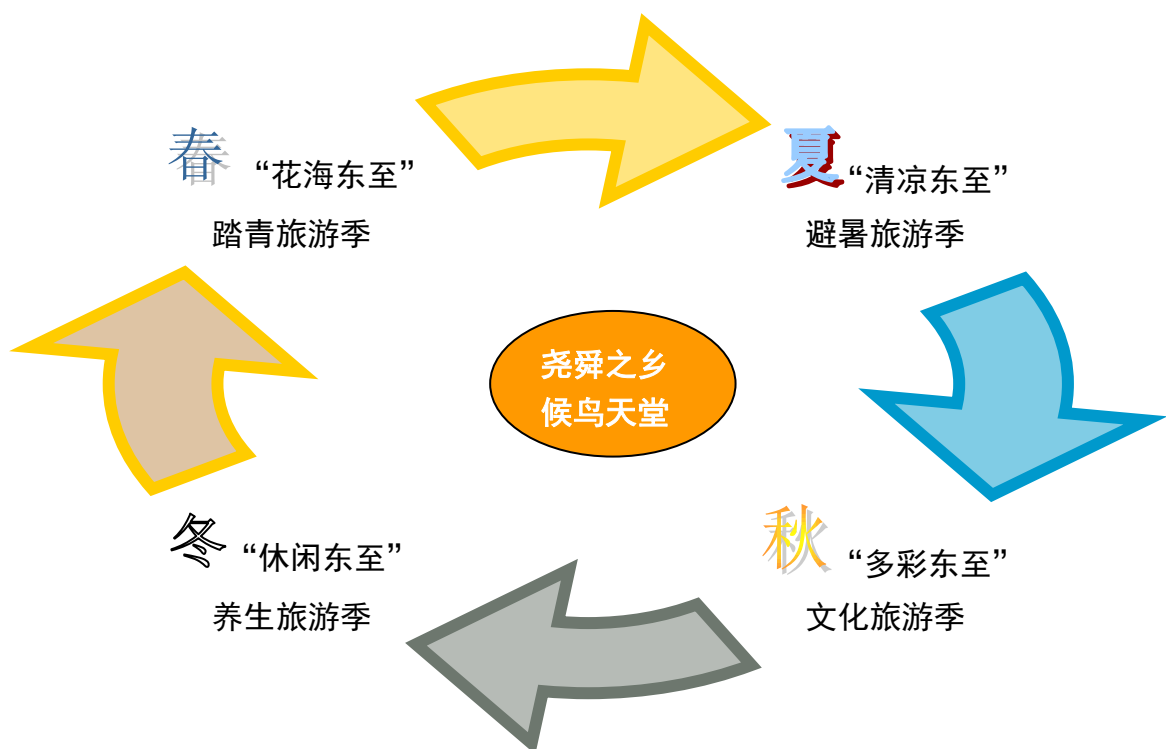 春 “花海东至”
踏青旅游季
夏 “清凉东至”
避暑旅游季
尧舜之乡
候鸟天堂
秋 “多彩东至”
文化旅游季
冬 “休闲东至”
养生旅游季